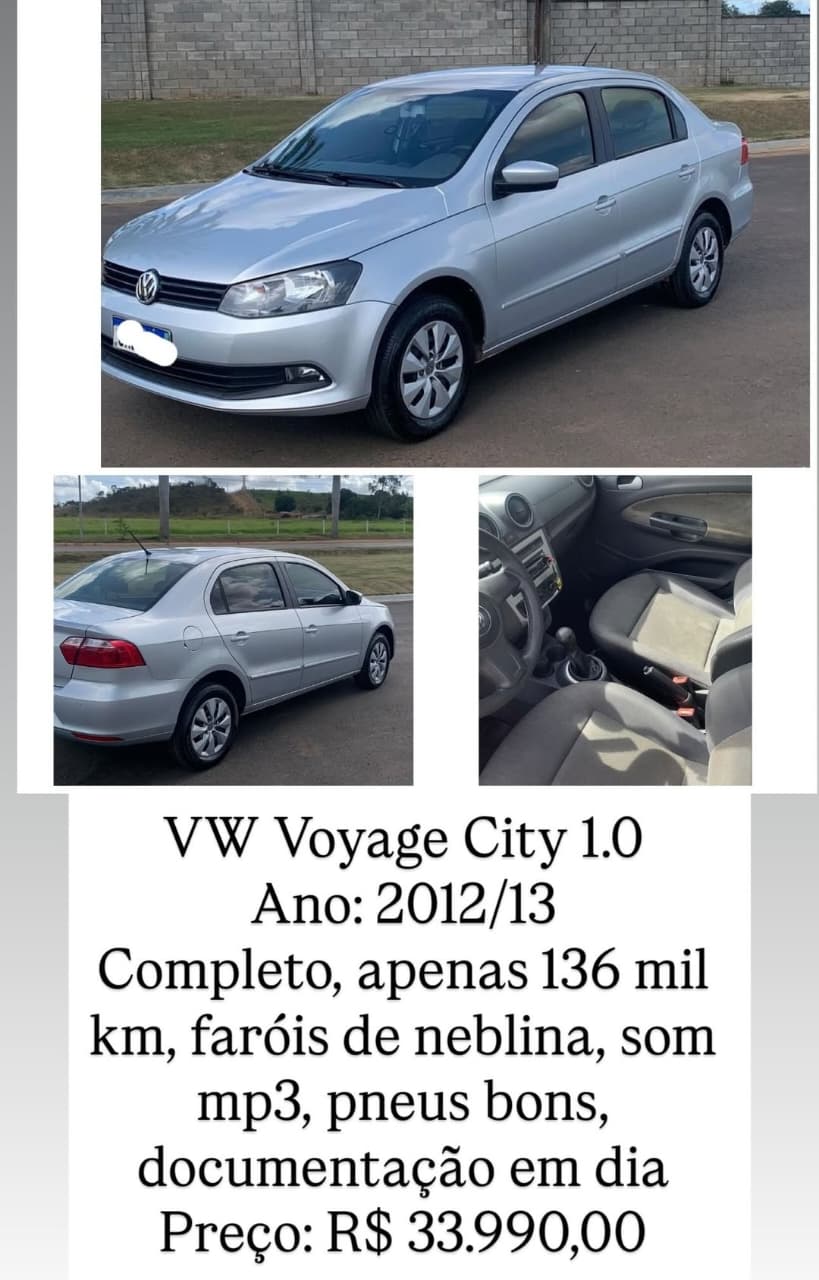 VW Voyage City 1.0
Ano: 2012/13
Completo, apenas 136 mil
km, faróis de neblina, som
mp3, pneus bons,
documentação em dia
Preço: R$ 33.990,00